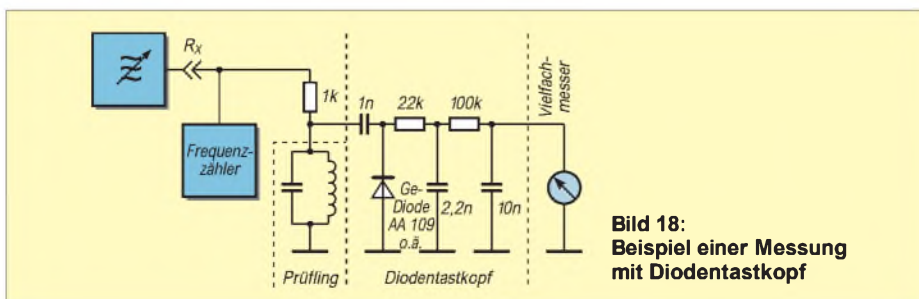 Rₓ
1k
1n
22k
100k
Vielfach-
messer
Frequenz-
zähler
Ge-
Diode
AA 109
o.ä.
2,2n
10n
Prüfling
Diodentastkopf
Bild 18:
Beispiel einer Messung
mit Diodentastkopf